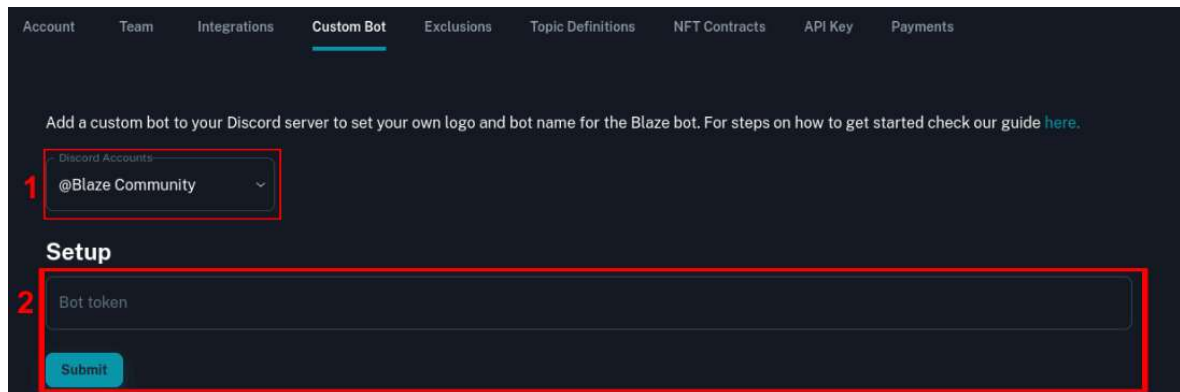 Account Team Integrations Custom Bot Exclusions Topic Definitions NFT Contracts API Key Payments
Add a custom bot to your Discord server to set your own logo and bot name for the Blaze bot. For steps on how to get started check our guide here.
Discord Accounts
1 @Blaze Community
Setup
2 Bot token
Submit